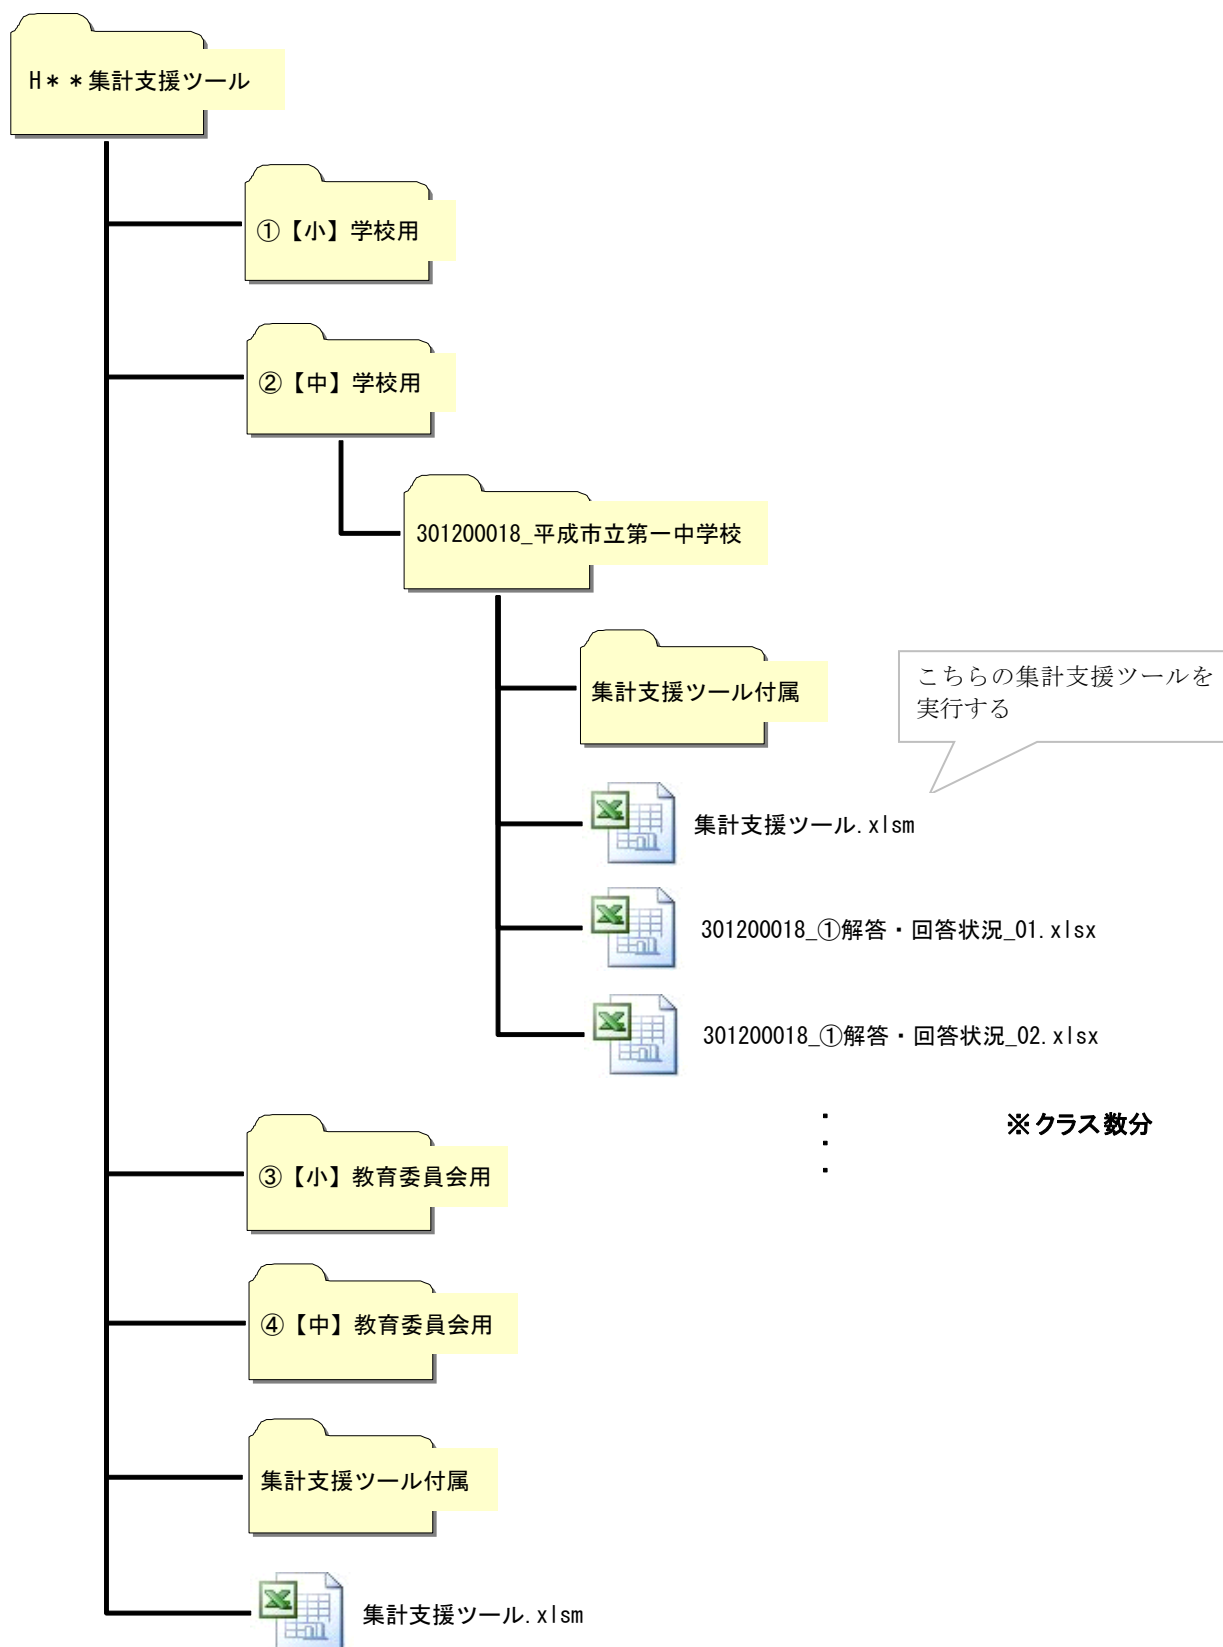 H＊＊集計支援ツール
①【小】学校用
②【中】学校用
301200018_平成市立第一中学校
集計支援ツール付属
こちらの集計支援ツールを
実行する
集計支援ツール.xlsm
301200018_①解答・回答状況_01.xlsx
301200018_①解答・回答状況_02.xlsx
※クラス数分
③【小】教育委員会用
④【中】教育委員会用
集計支援ツール付属
集計支援ツール.xlsm